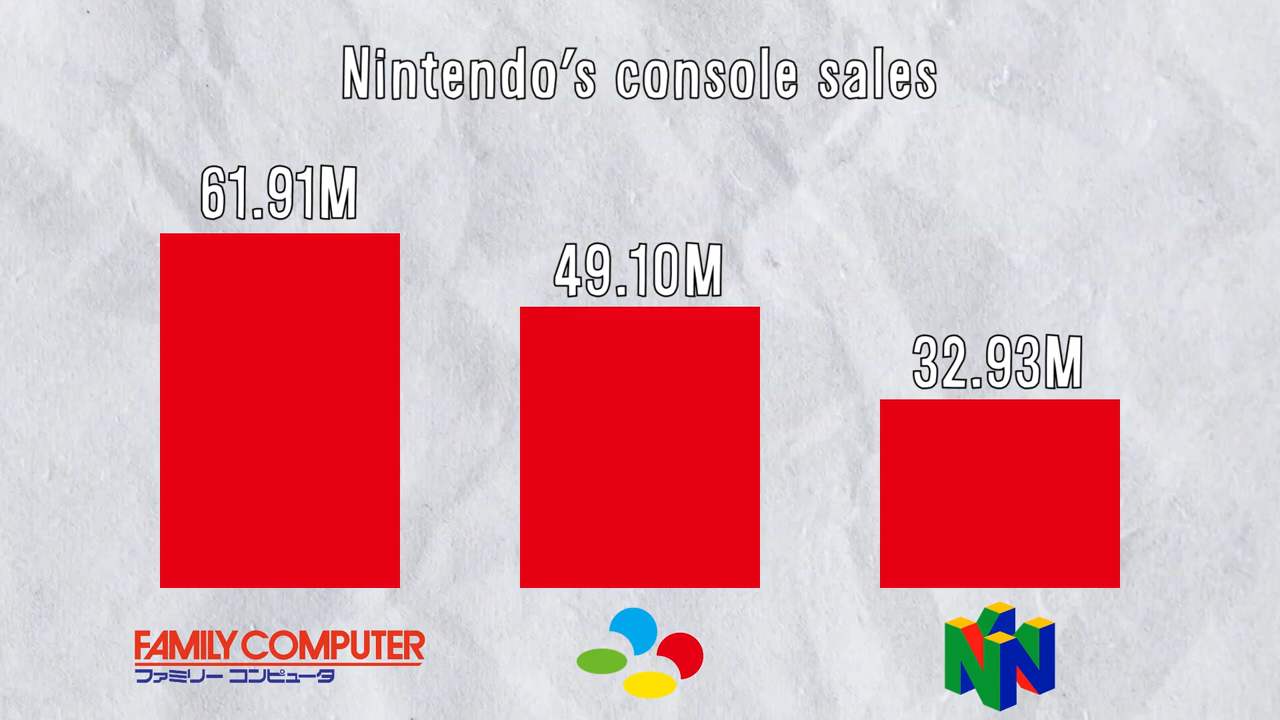 Nintendo's console sales
61.91M
49.10M
32.93M
FAMILY COMPUTER
ファミリー コンピュータ